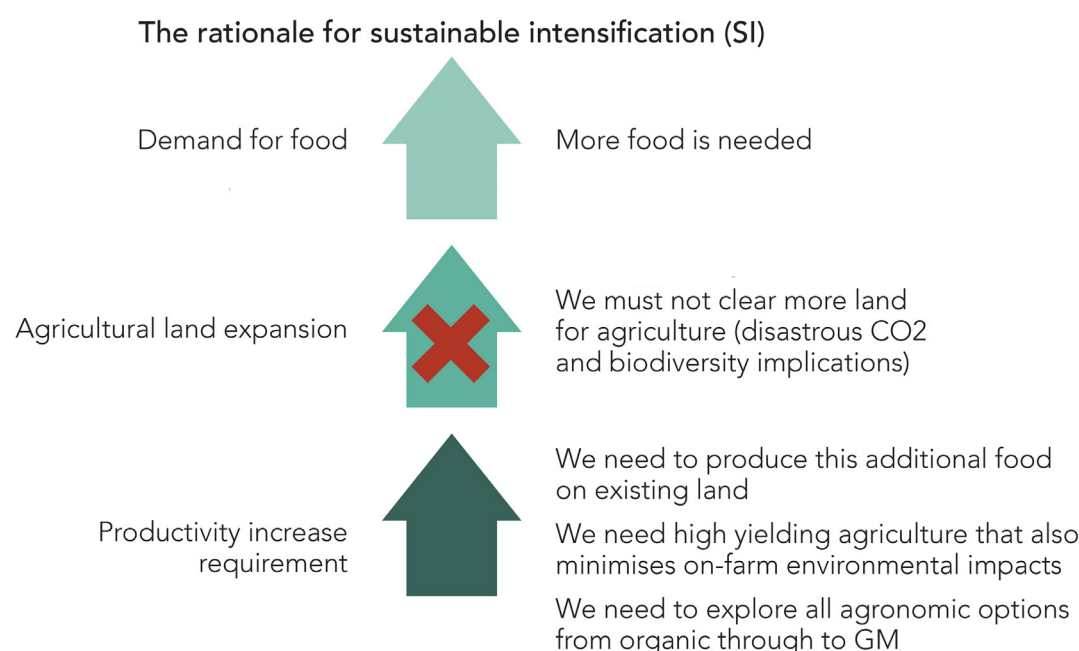 The rationale for sustainable intensification (SI)
Demand for food
More food is needed
Agricultural land expansion
We must not clear more land
for agriculture (disastrous CO2
and biodiversity implications)
Productivity increase
requirement
We need to produce this additional food
on existing land
We need high yielding agriculture that also
minimises on-farm environmental impacts
We need to explore all agronomic options
from organic through to GM